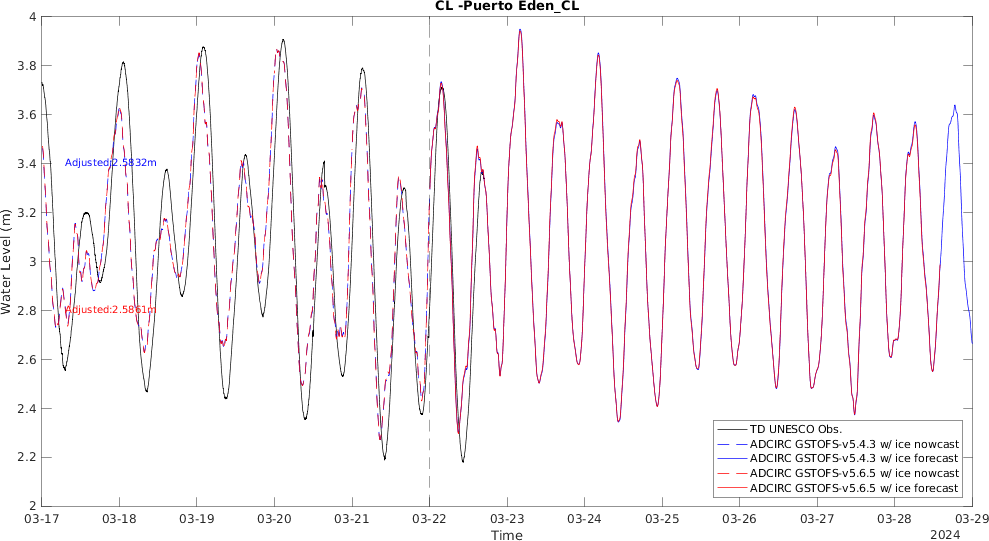 CL -Puerto Eden_CL
4
3.8
3.6
3.4
3.2
3
2.8
2.6
2.4
2.2
2
Water Level (m)
Adjusted:2.5832m
Adjusted:2.5861m
TD UNESCO Obs.
ADCIRC GSTOFS-v5.4.3 w/ ice nowcast
ADCIRC GSTOFS-v5.4.3 w/ ice forecast
ADCIRC GSTOFS-v5.6.5 w/ ice nowcast
ADCIRC GSTOFS-v5.6.5 w/ ice forecast
03-17 03-18 03-19 03-20 03-21 03-22 03-23 03-24 03-25 03-26 03-27 03-28 03-29
Time
2024